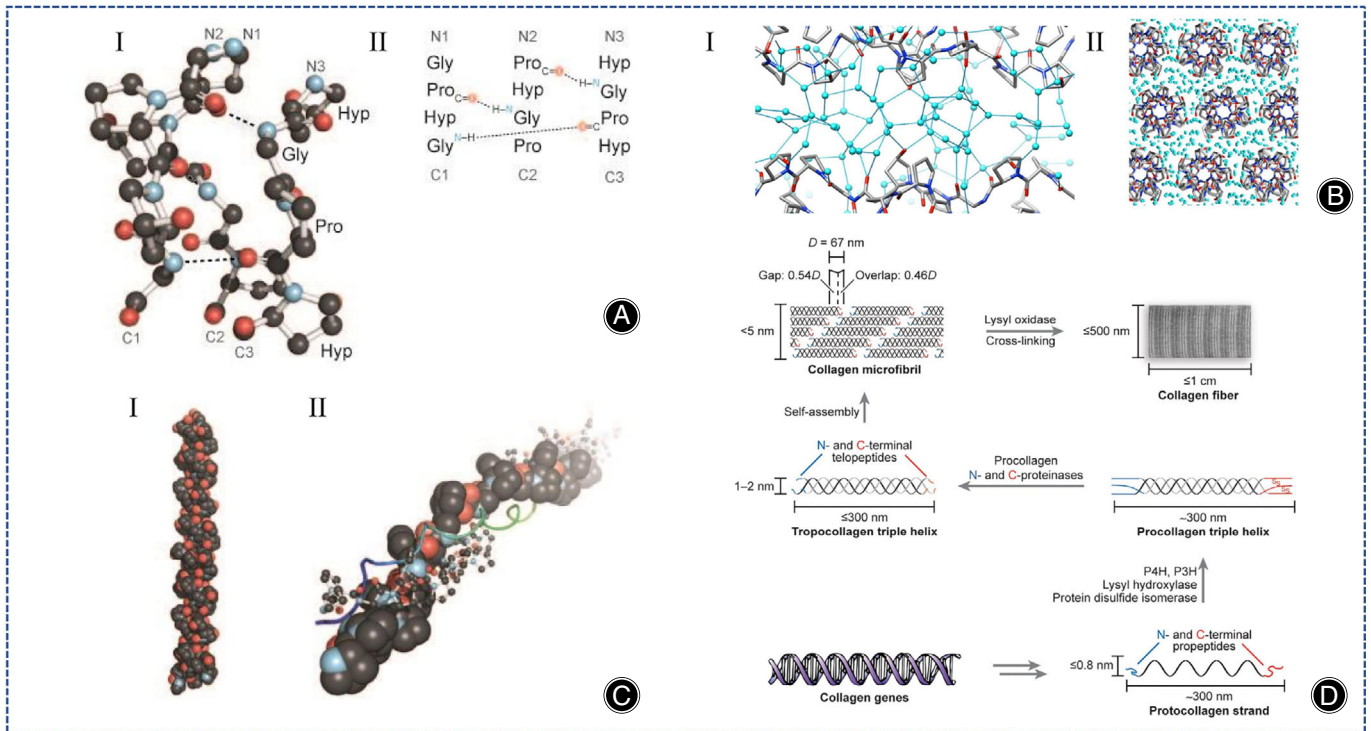 I
N2 N1
N3
Hyp
Gly
Pro
C1
C2
C3
Hyp
II
N1 N2 N3
Gly Pro C=O Hyp
Pro C=O Hyp H-N Gly
Hyp H-N Gly O=C Pro
Gly N-H Pro Hyp
C1 C2 C3
A
I
II
B
I
II
C
D = 67 nm
Gap: 0.54D
Overlap: 0.46D
<5 nm
Collagen microfibril
Lysyl oxidase
Cross-linking
≤500 nm
≤1 cm
Collagen fiber
Self-assembly
N- and C-terminal
telopeptides
1–2 nm
≤300 nm
Tropocollagen triple helix
Procollagen
N- and C-proteinases
~300 nm
Procollagen triple helix
P4H, P3H
Lysyl hydroxylase
Protein disulfide isomerase
N- and C-terminal
propeptides
≤0.8 nm
~300 nm
Protocollagen strand
Collagen genes
D